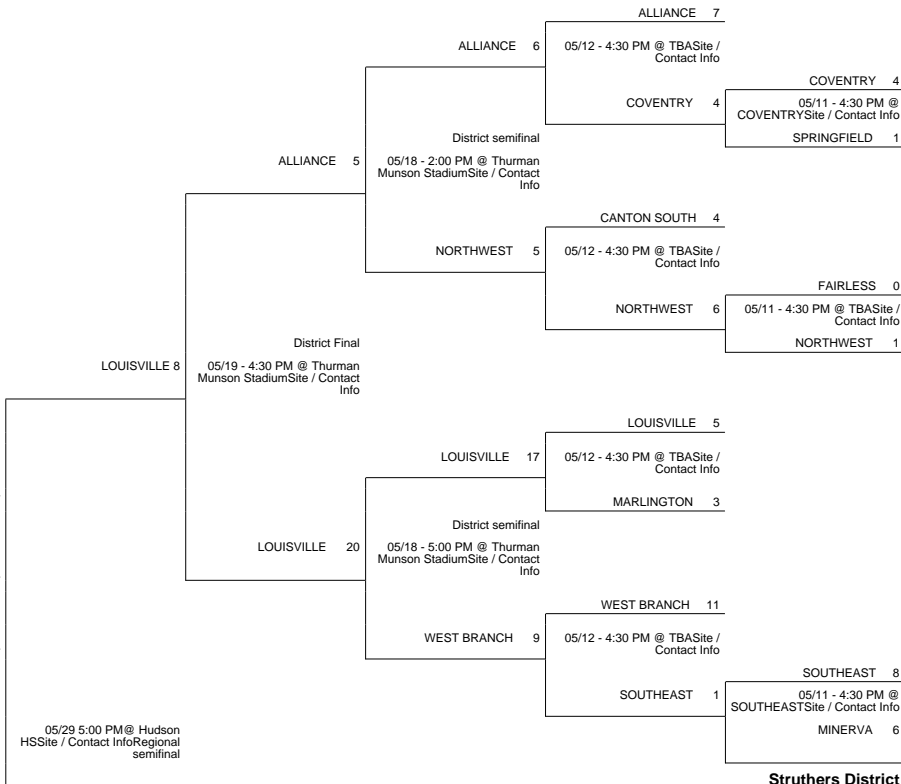 ALLIANCE 7
ALLIANCE 6
05/12 - 4:30 PM @ TBASite /
Contact Info
COVENTRY 4
COVENTRY 4
05/11 - 4:30 PM @
COVENTRYSite / Contact Info
SPRINGFIELD 1
District semifinal
ALLIANCE 5
05/18 - 2:00 PM @ Thurman
Munson StadiumSite / Contact
Info
CANTON SOUTH 4
NORTHWEST 5
05/12 - 4:30 PM @ TBASite /
Contact Info
FAIRLESS 0
NORTHWEST 6
05/11 - 4:30 PM @ TBASite /
Contact Info
NORTHWEST 1
District Final
LOUISVILLE 8
05/19 - 4:30 PM @ Thurman
Munson StadiumSite / Contact
Info
LOUISVILLE 5
LOUISVILLE 17
05/12 - 4:30 PM @ TBASite /
Contact Info
MARLINGTON 3
District semifinal
LOUISVILLE 20
05/18 - 5:00 PM @ Thurman
Munson StadiumSite / Contact
Info
WEST BRANCH 11
WEST BRANCH 9
05/12 - 4:30 PM @ TBASite /
Contact Info
SOUTHEAST 8
SOUTHEAST 1
05/11 - 4:30 PM @
SOUTHEASTSite / Contact Info
MINERVA 6
05/29 5:00 PM@ Hudson
HSSite / Contact InfoRegional
semifinal
Struthers District